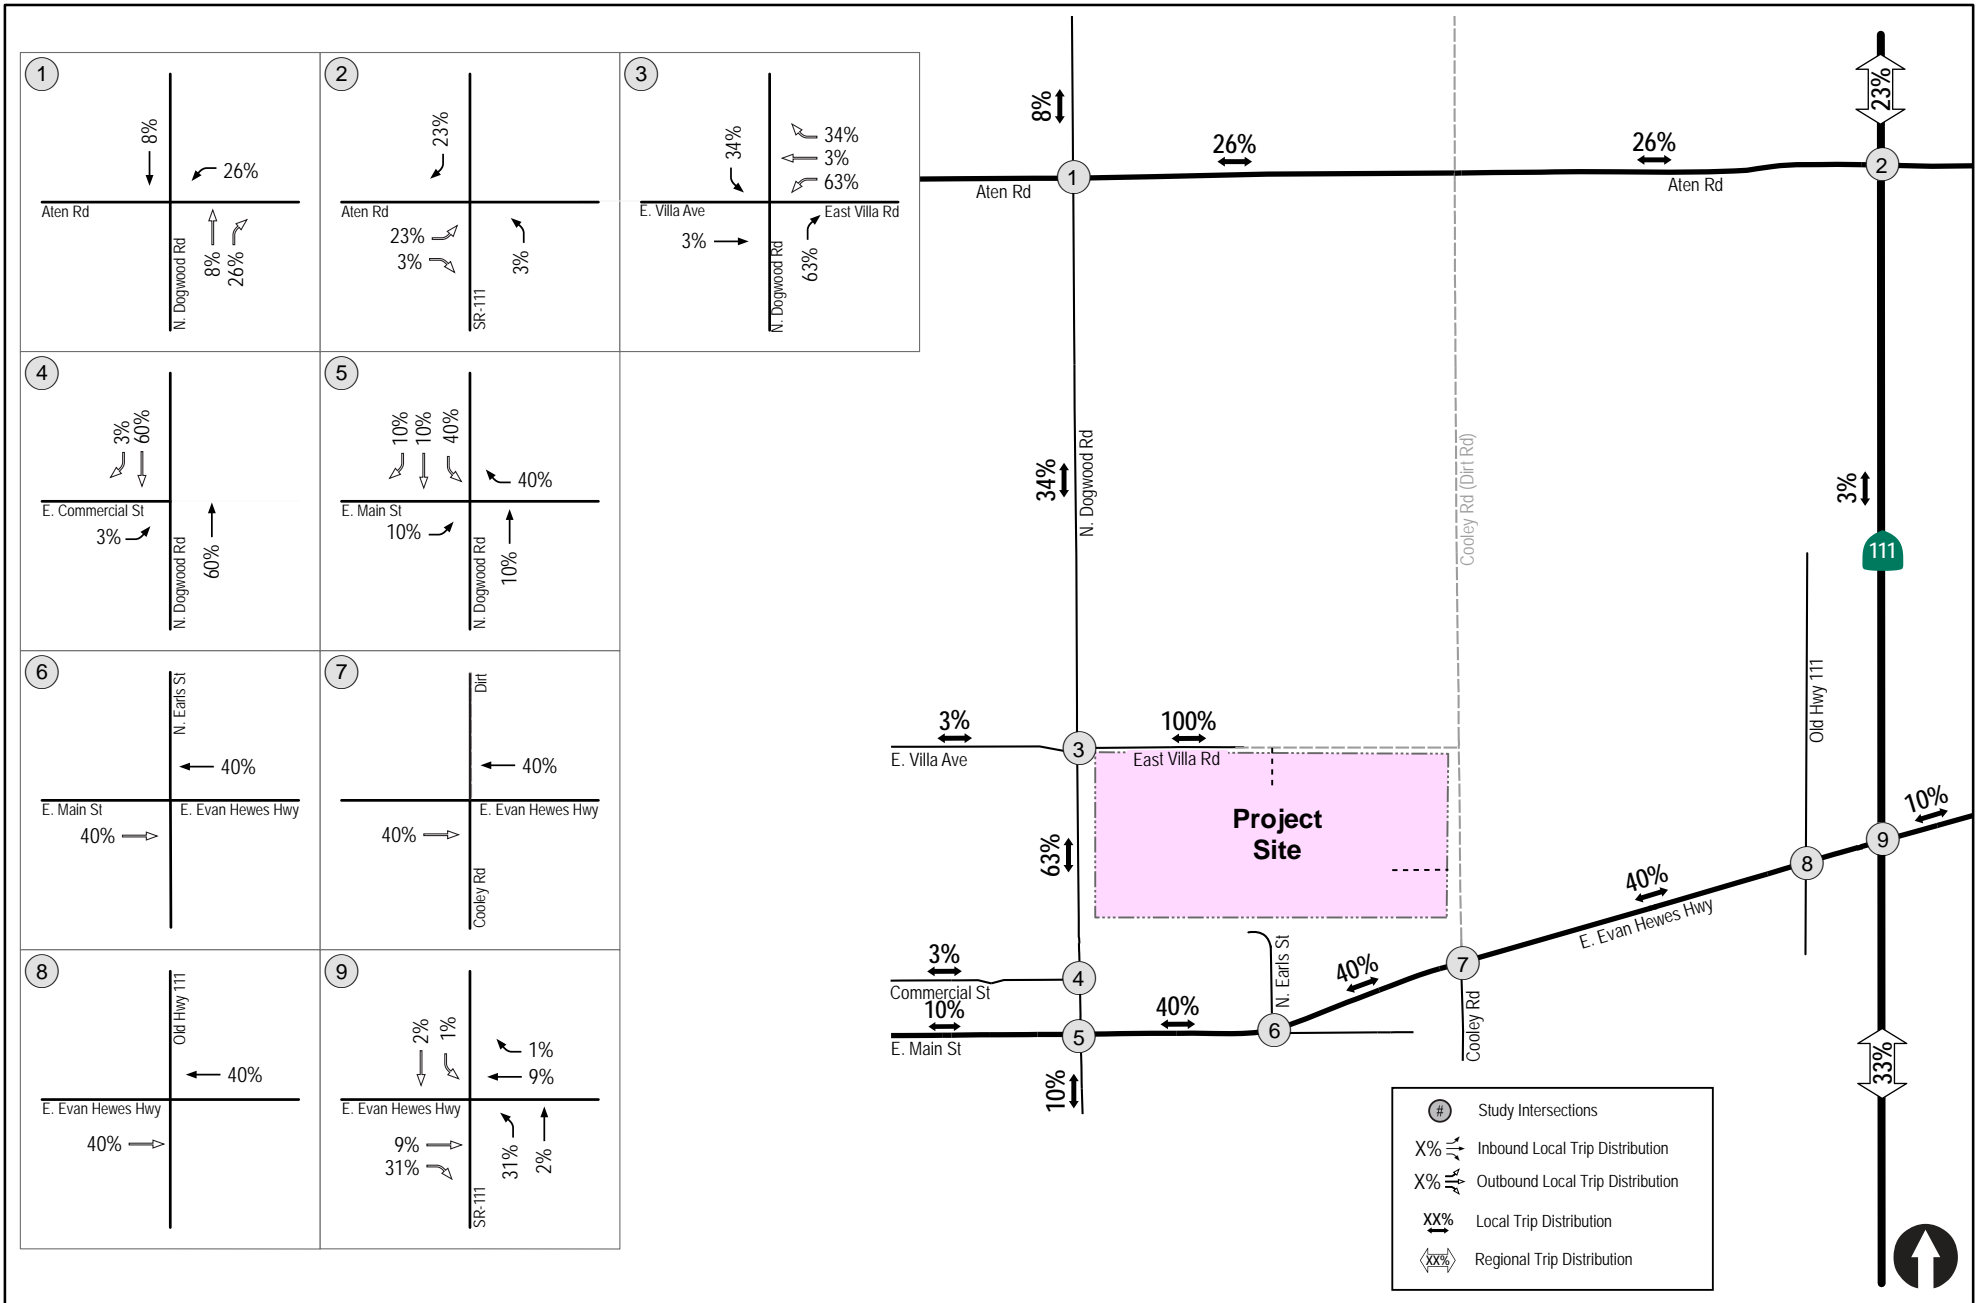 1
8%
26%
Aten Rd
N. Dogwood Rd
8%
26%
2
23%
Aten Rd
23%
3%
3%
SR-111
3
34%
34%
3%
63%
E. Villa Ave
East Villa Rd
3%
N. Dogwood Rd
63%
4
3%
60%
E. Commercial St
3%
N. Dogwood Rd
60%
5
10%
10%
40%
40%
E. Main St
10%
N. Dogwood Rd
10%
6
N. Earls St
40%
E. Main St
E. Evan Hewes Hwy
40%
7
Dirt
40%
E. Evan Hewes Hwy
40%
Cooley Rd
8
Old Hwy 111
40%
E. Evan Hewes Hwy
40%
9
2%
1%
1%
9%
E. Evan Hewes Hwy
9%
31%
SR-111
31%
2%
8%
23%
26%
26%
1
2
Aten Rd
Aten Rd
34%
N. Dogwood Rd
Cooley Rd (Dirt Rd)
3%
111
Old Hwy 111
3%
100%
3
E. Villa Ave
East Villa Rd
Project
Site
63%
10%
9
8
40%
E. Evan Hewes Hwy
3%
4
Commercial St
N. Earls St
40%
7
10%
40%
5
6
E. Main St
Cooley Rd
10%
33%
# Study Intersections
X% Inbound Local Trip Distribution
X% Outbound Local Trip Distribution
XX% Local Trip Distribution
XX% Regional Trip Distribution